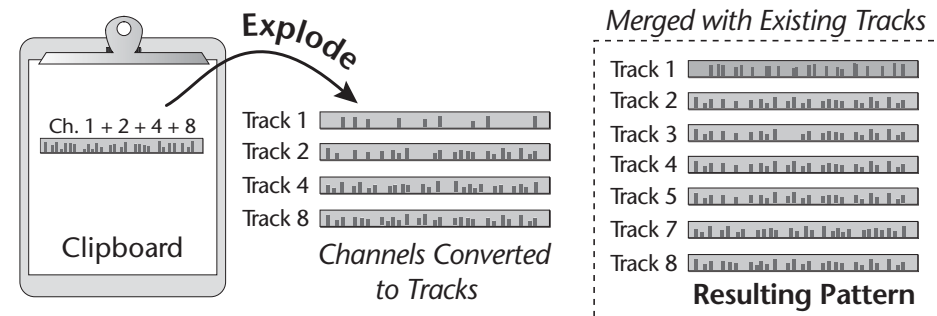 Explode
Ch. 1 + 2 + 4 + 8
Clipboard
Track 1
Track 2
Track 4
Track 8
Channels Converted
to Tracks
Merged with Existing Tracks
Track 1
Track 2
Track 3
Track 4
Track 5
Track 7
Track 8
Resulting Pattern